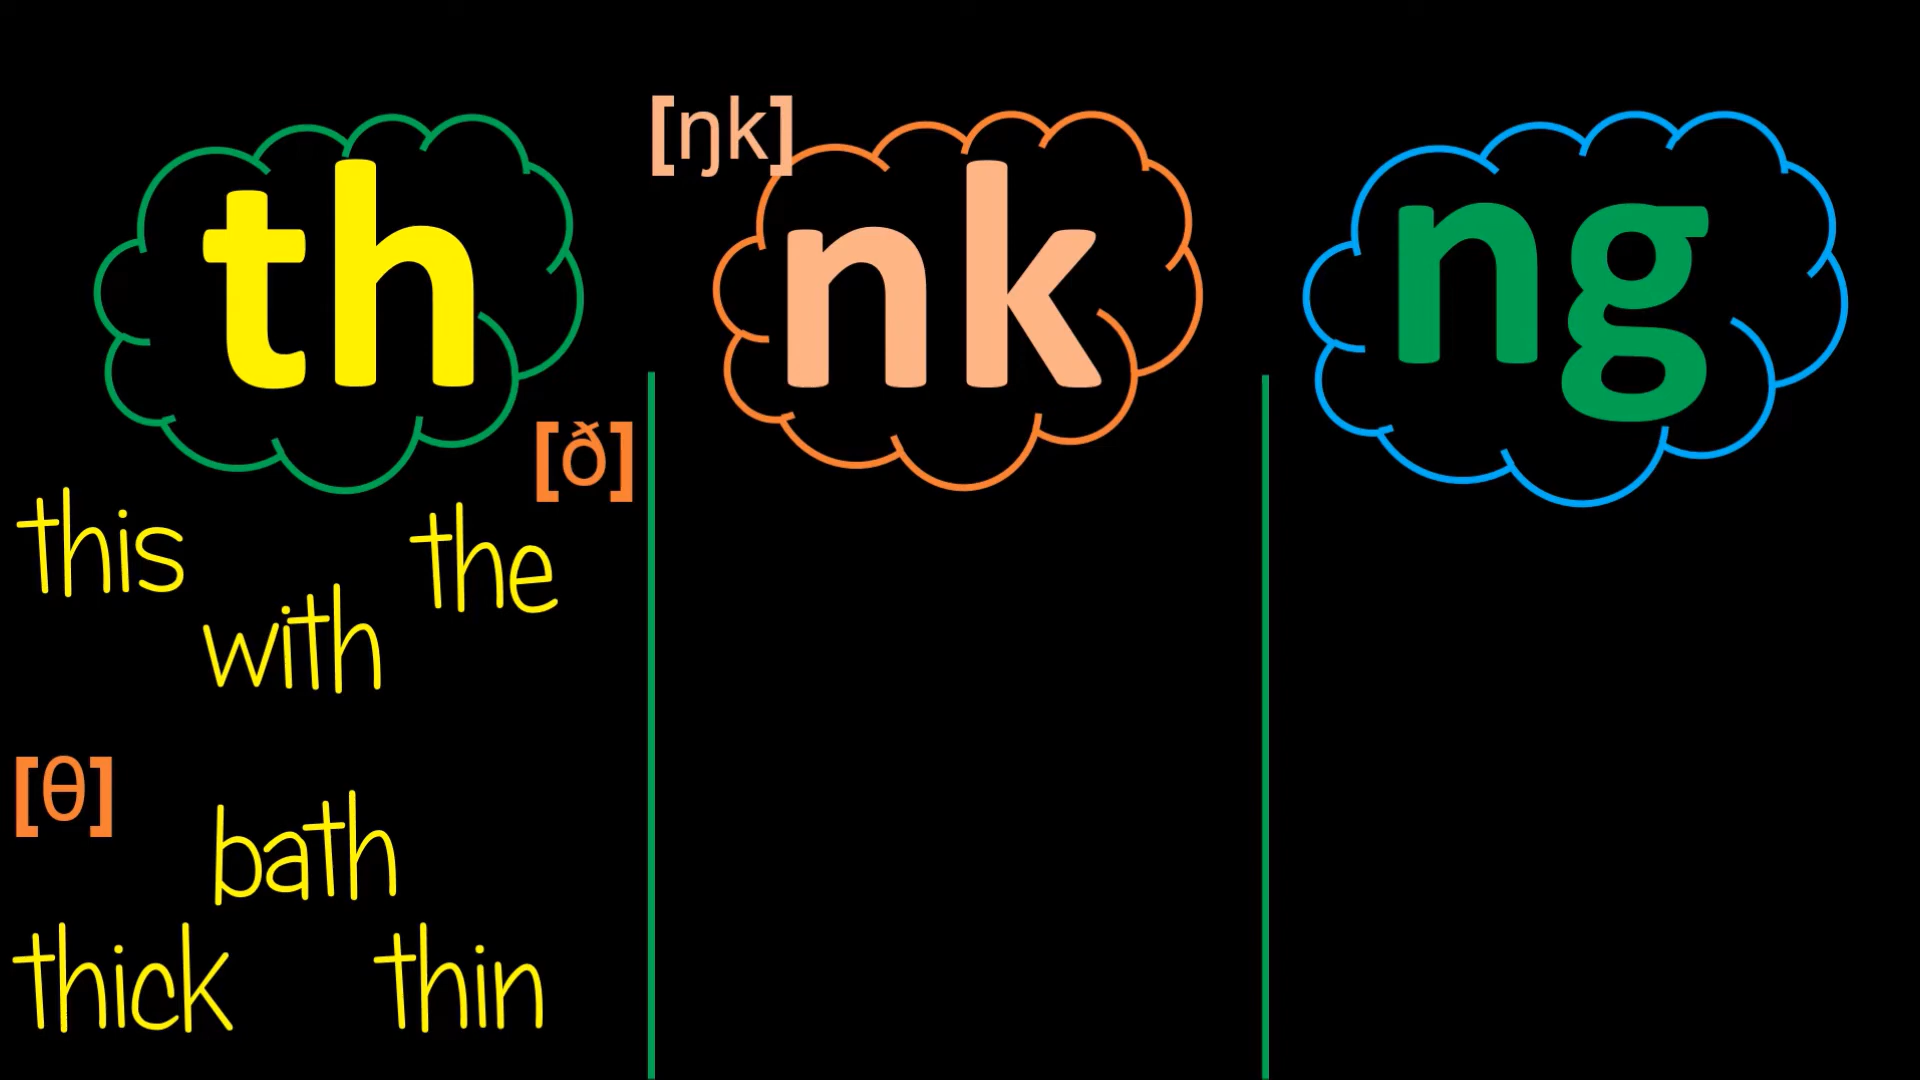 th
[ŋk]
nk
ng
[ð]
this
the
with
[θ]
bath
thick
thin